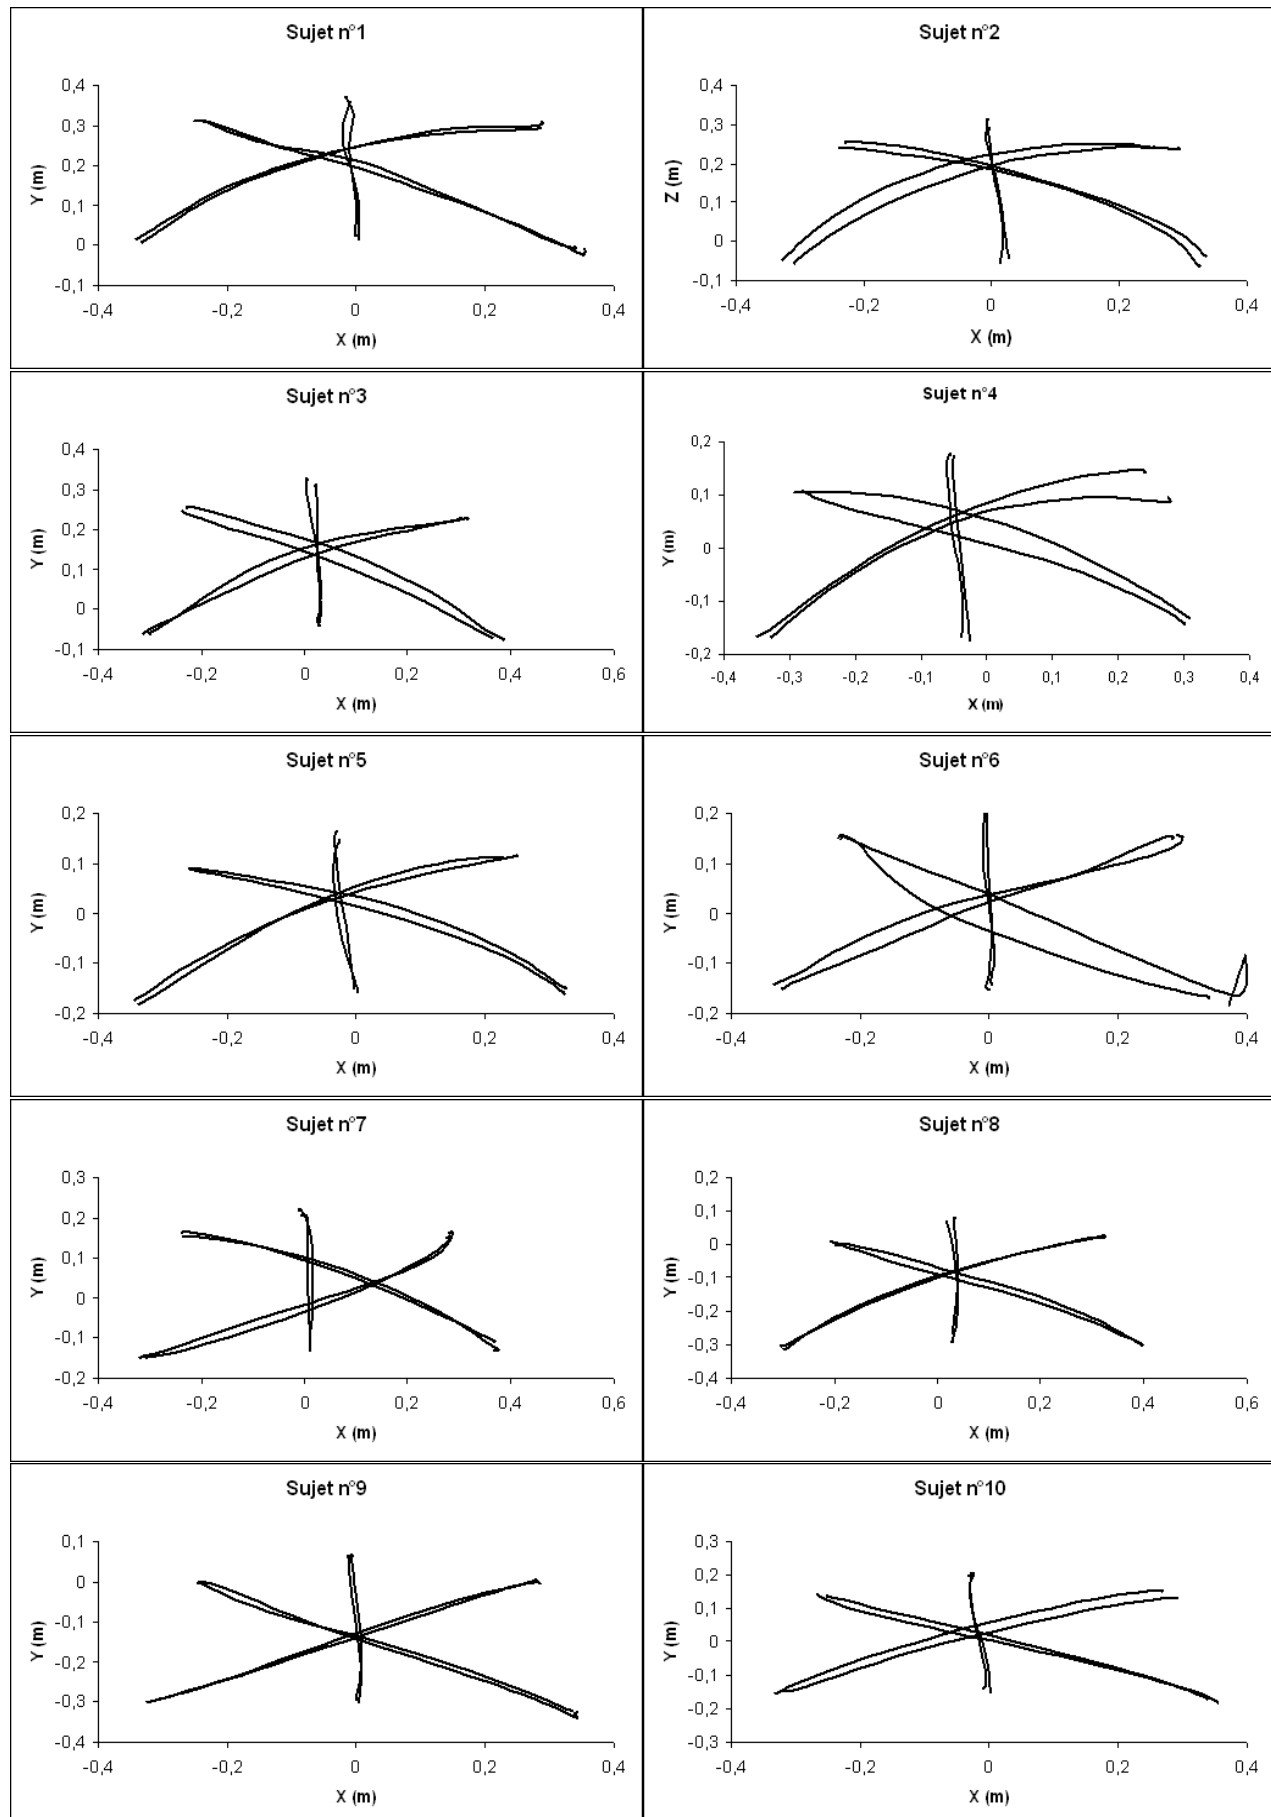 Sujet n°1
0,4
0,3
0,2
0,1
0
-0,1
-0,4 -0,2 0 0,2 0,4
Y (m)
X (m)
Sujet n°2
0,4
0,3
0,2
0,1
0
-0,1
-0,4 -0,2 0 0,2 0,4
Z (m)
X (m)
Sujet n°3
0,4
0,3
0,2
0,1
0
-0,1
-0,4 -0,2 0 0,2 0,4 0,6
Y (m)
X (m)
Sujet n°4
0,2
0,1
0
-0,1
-0,2
-0,4 -0,3 -0,2 -0,1 0 0,1 0,2 0,3 0,4
Y (m)
X (m)
Sujet n°5
0,2
0,1
0
-0,1
-0,2
-0,4 -0,2 0 0,2 0,4
Y (m)
X (m)
Sujet n°6
0,2
0,1
0
-0,1
-0,2
-0,4 -0,2 0 0,2 0,4
Y (m)
X (m)
Sujet n°7
0,3
0,2
0,1
0
-0,1
-0,2
-0,4 -0,2 0 0,2 0,4 0,6
Y (m)
X (m)
Sujet n°8
0,2
0,1
0
-0,1
-0,2
-0,3
-0,4
-0,4 -0,2 0 0,2 0,4 0,6
Y (m)
X (m)
Sujet n°9
0,1
0
-0,1
-0,2
-0,3
-0,4
-0,4 -0,2 0 0,2 0,4
Y (m)
X (m)
Sujet n°10
0,3
0,2
0,1
0
-0,1
-0,2
-0,3
-0,4 -0,2 0 0,2 0,4
Y (m)
X (m)